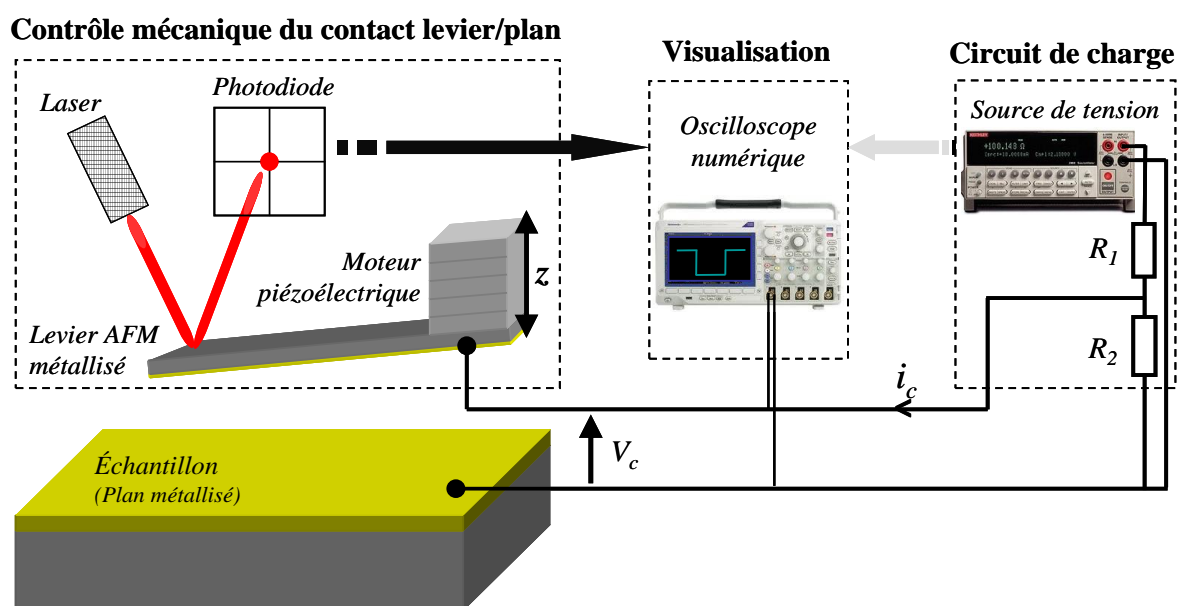 Contrôle mécanique du contact levier/plan
Visualisation
Circuit de charge
Laser
Photodiode
Oscilloscope
numérique
Source de tension
Moteur
piézoélectrique
z
Levier AFM
métallisé
R1
R2
ic
Vc
Échantillon
(Plan métallisé)